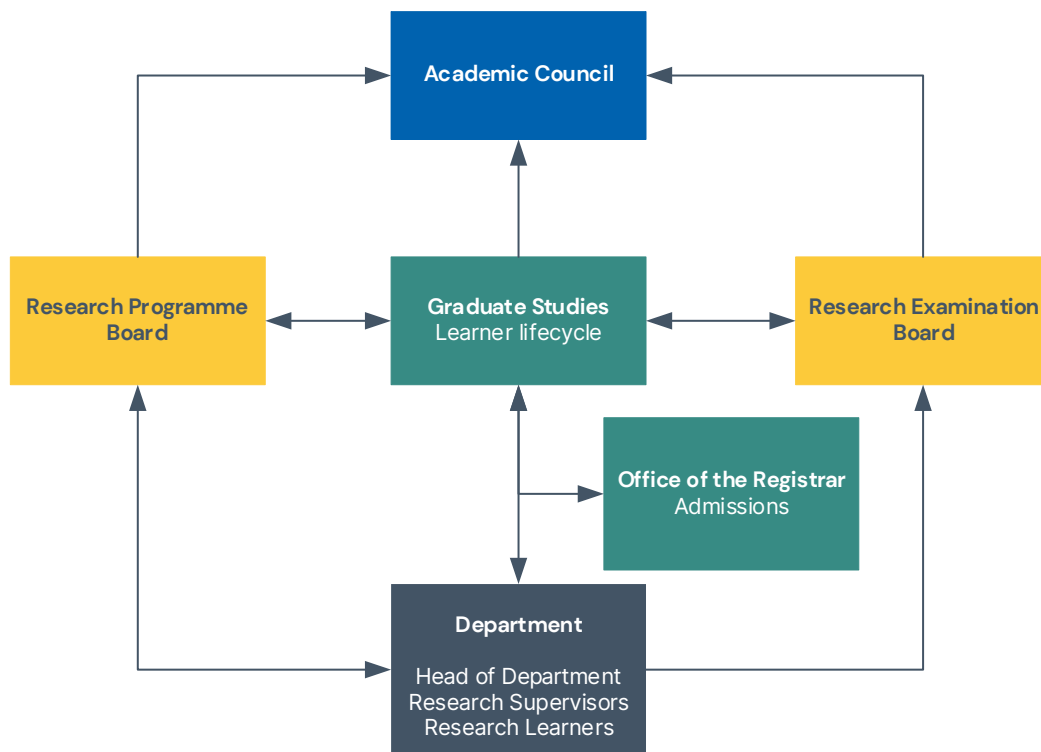 Academic Council
Research Programme
Board
Graduate Studies
Learner lifecycle
Research Examination
Board
Office of the Registrar
Admissions
Department
Head of Department
Research Supervisors
Research Learners